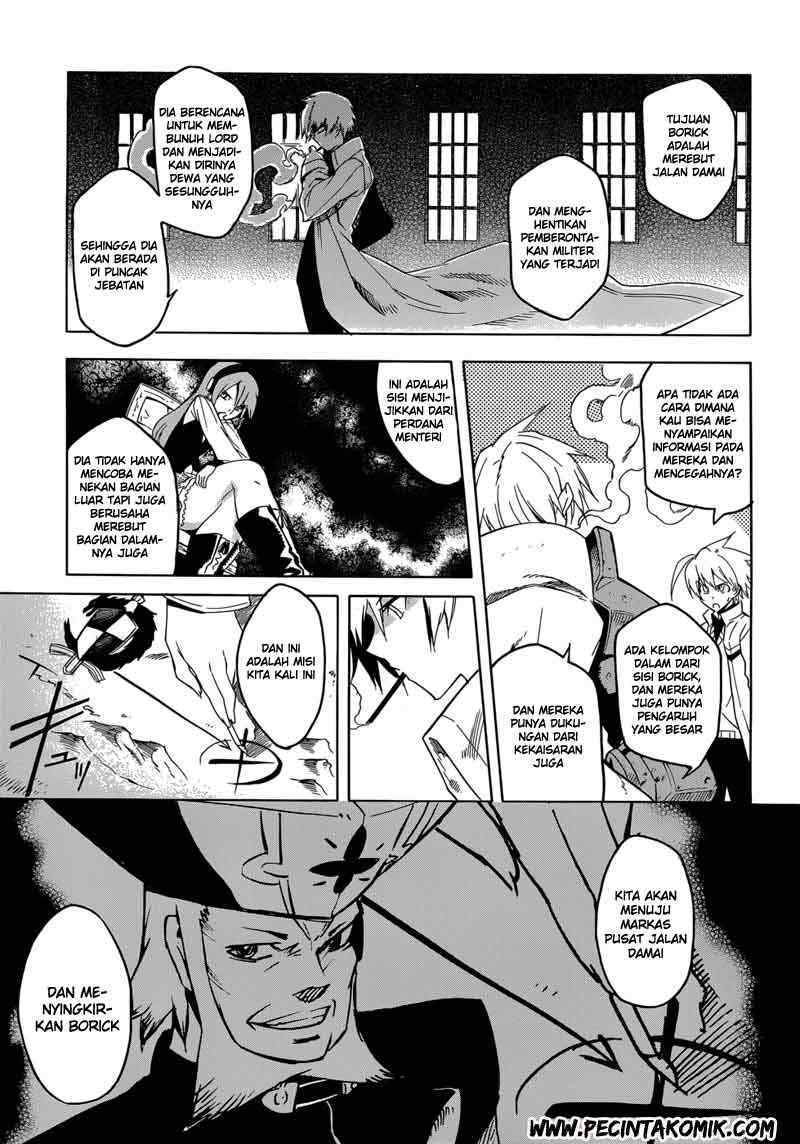 TUJUAN
BORICK
ADALAH
MEREBUT
JALAN DAMAI
DAN MENG-
HENTIKAN
PEMBERONTA-
KAN MILITER
YANG TERJADI
DIA BERENCANA
UNTUK MEM-
BUNUH LORD
DAN MENJADI-
KAN DIRINYA
DEWA YANG
SESUNGGUH-
NYA
SEHINGGA DIA
AKAN BERADA
DI PUNCAK
JEBATAN
APA TIDAK ADA
CARA DIMANA
KAU BISA ME-
NYAMPAIKAN
INFORMASI PADA
MEREKA DAN
MENCEGAHNYA?
ADA KELOMPOK
DALAM DARI
SISI BORICK,
DAN MEREKA
JUGA PUNYA
PENGARUH
YANG BESAR
DAN MEREKA
PUNYA DUKU-
NGAN DARI
KEKAISARAN
JUGA
INI ADALAH
SISI MENJI-
JIKKAN DARI
PERDANA
MENTERI
DIA TIDAK HANYA
MENCOBA ME-
NEKAN BAGIAN
LUAR TAPI JUGA
BERUSAHA
MEREBUT
BAGIAN DALAM-
NYA JUGA
DAN INI
ADALAH MISI
KITA KALI INI
KITA AKAN
MENUJU
MARKAS
PUSAT JALAN
DAMAI
DAN ME-
NYINGKIR-
KAN BORICK
WWW.PECINTAKOMIK.COM